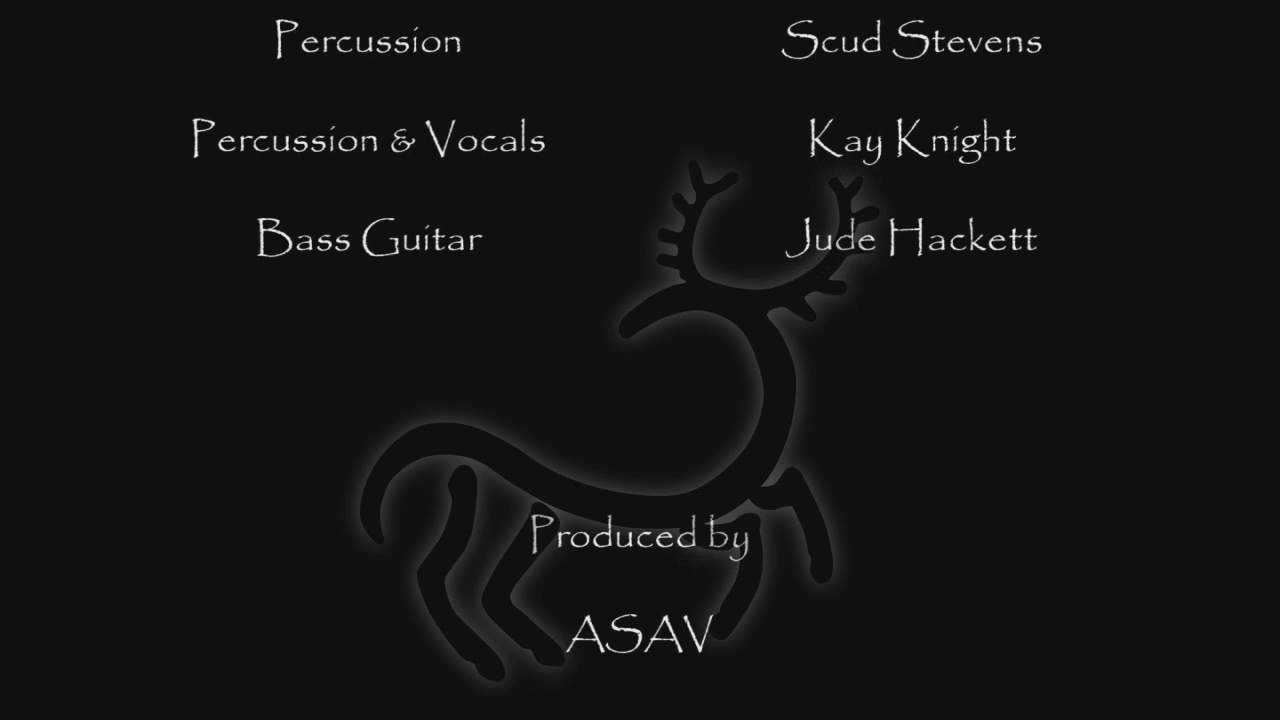 Percussion Scud Stevens
Percussion & Vocals Kay Knight
Bass Guitar Jude Hackett
Produced by
ASAV